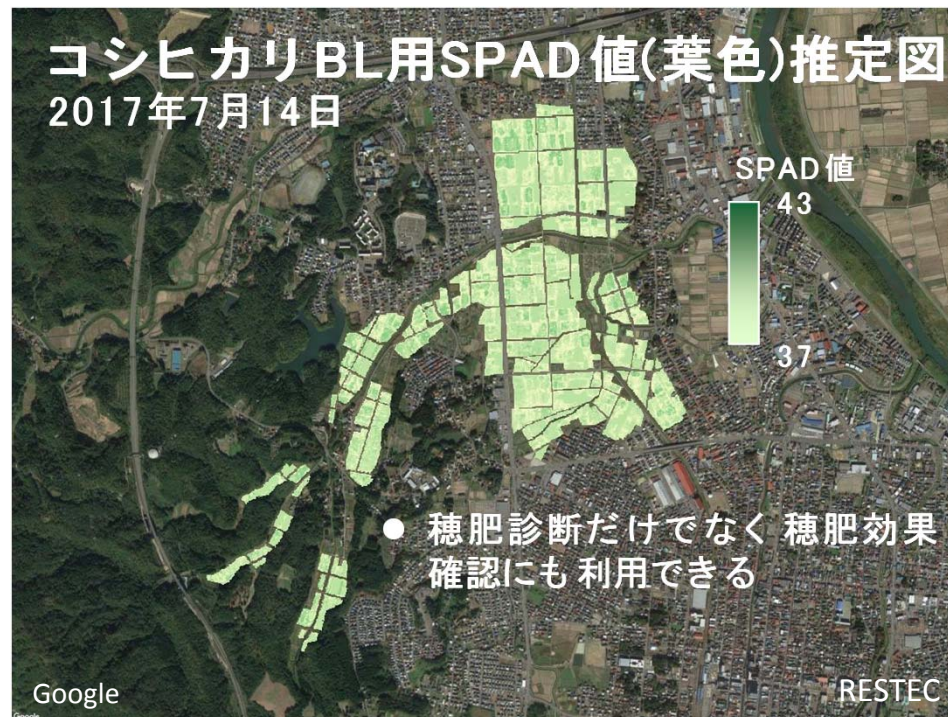 コシヒカリBL用SPAD値(葉色)推定図
2017年7月14日
SPAD値
43
37
● 穂肥診断だけでなく穂肥効果
確認にも利用できる
Google
RESTEC
Google